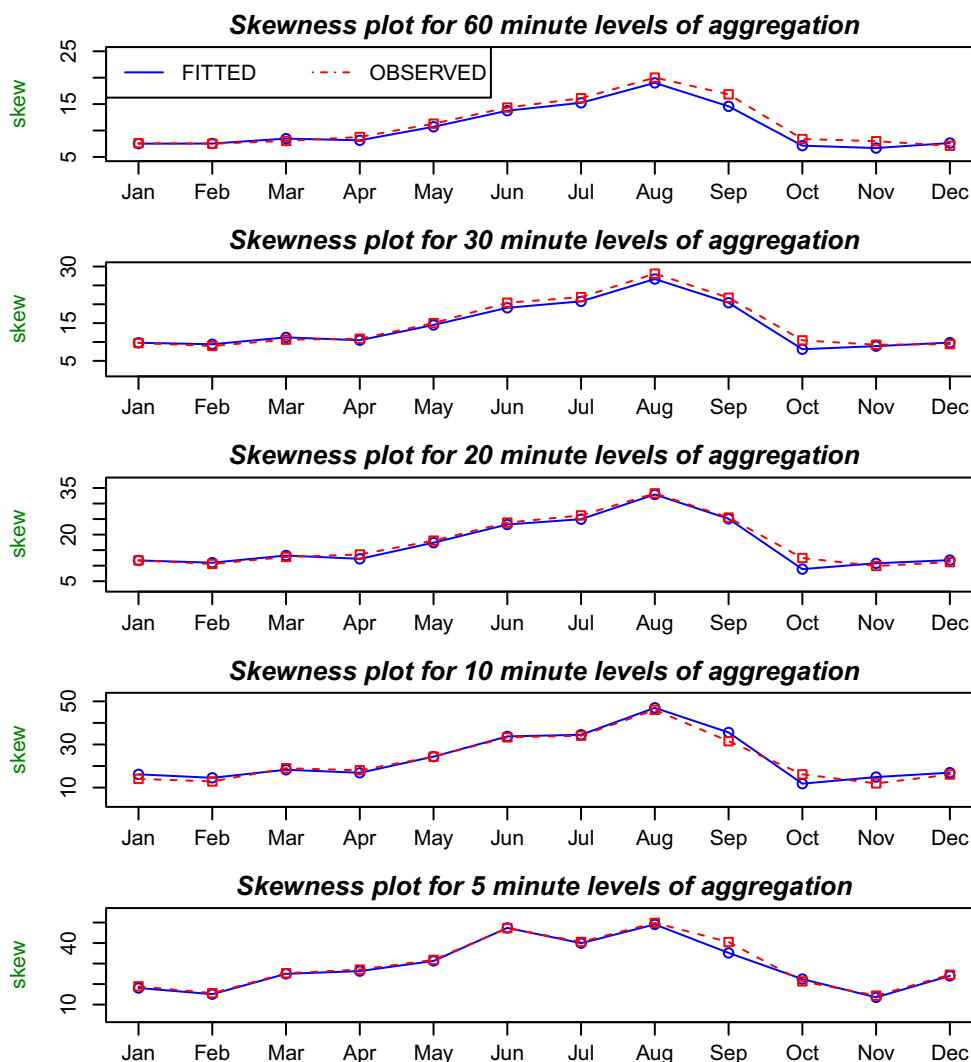 Skewness plot for 60 minute levels of aggregation
skew
25
15
5
FITTED OBSERVED
Jan Feb Mar Apr May Jun Jul Aug Sep Oct Nov Dec
Skewness plot for 30 minute levels of aggregation
skew
30
15
5
Jan Feb Mar Apr May Jun Jul Aug Sep Oct Nov Dec
Skewness plot for 20 minute levels of aggregation
skew
35
20
5
Jan Feb Mar Apr May Jun Jul Aug Sep Oct Nov Dec
Skewness plot for 10 minute levels of aggregation
skew
50
30
10
Jan Feb Mar Apr May Jun Jul Aug Sep Oct Nov Dec
Skewness plot for 5 minute levels of aggregation
skew
40
10
Jan Feb Mar Apr May Jun Jul Aug Sep Oct Nov Dec